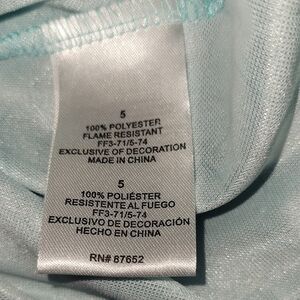 5
100% POLYESTER
FLAME RESISTANT
FF3-71/5-74
EXCLUSIVE OF DECORATION
MADE IN CHINA
5
100% POLIÉSTER
RESISTENTE AL FUEGO
FF3-71/5-74
EXCLUSIVO DE DECORACIÓN
HECHO EN CHINA
RN# 87652